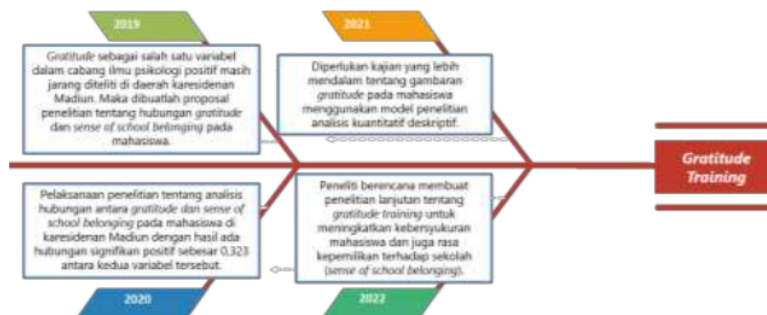 2019
Gratitude sebagai salah satu variabel
dalam cabang ilmu psikologi positif masih
jarang diteliti di daerah karesidenan
Madiun. Maka dibuatlah proposal
penelitian tentang hubungan gratitude
dan sense of school belonging pada
mahasiswa.
2021
Diperlukan kajian yang lebih
mendalam tentang gambaran
gratitude pada mahasiswa
menggunakan model penelitian
analisis kuantitatif deskriptif.
Pelaksanaan penelitian tentang analisis
hubungan antara gratitude dan sense of
school belonging pada mahasiswa di
karesidenan Madiun dengan hasil ada
hubungan signifikan positif sebesar 0,323
antara kedua variabel tersebut.
2020
Peneliti berencana membuat
penelitian lanjutan tentang
gratitude training untuk
meningkatkan kebersyukuran
mahasiswa dan juga rasa
kepemilikan terhadap sekolah
(sense of school belonging).
2022
Gratitude
Training